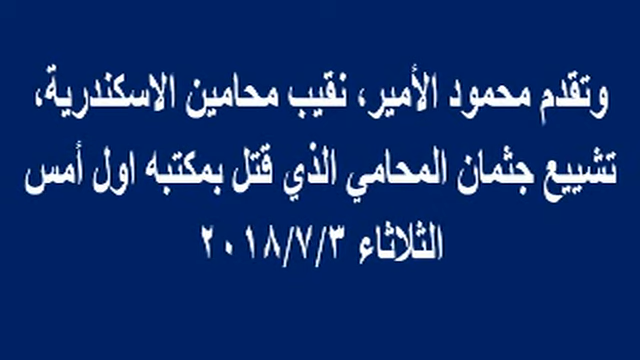 وتقدم محمود الأمير، نقيب محامين الاسكندرية،
تشييع جثمان المحامي الذي قتل بمكتبه اول أمس
الثلاثاء ٢٠١٨/٧/٣